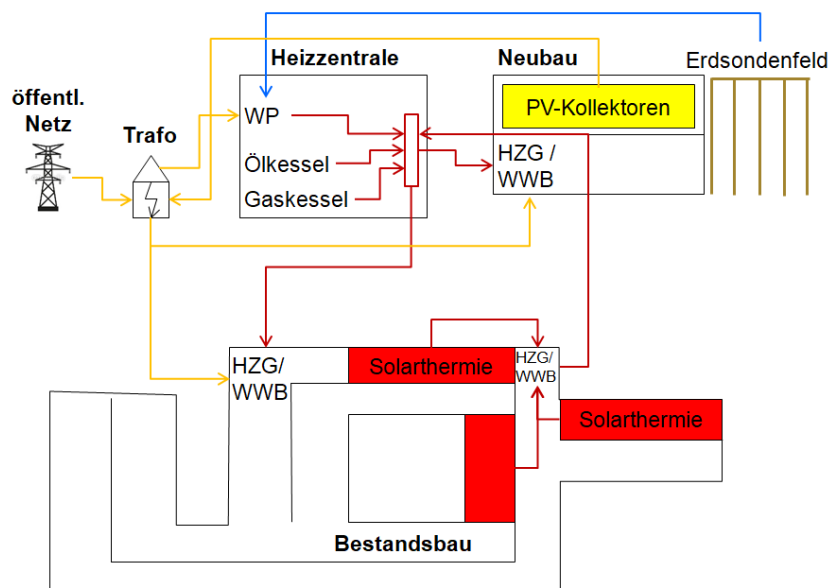 Heizzentrale
Neubau
Erdsondenfeld
öffentl.
Netz
Trafo
WP
PV-Kollektoren
Ölkessel
HZG /
WWB
Gaskessel
HZG/
WWB
Solarthermie
HZG/
WWB
Solarthermie
Bestandsbau